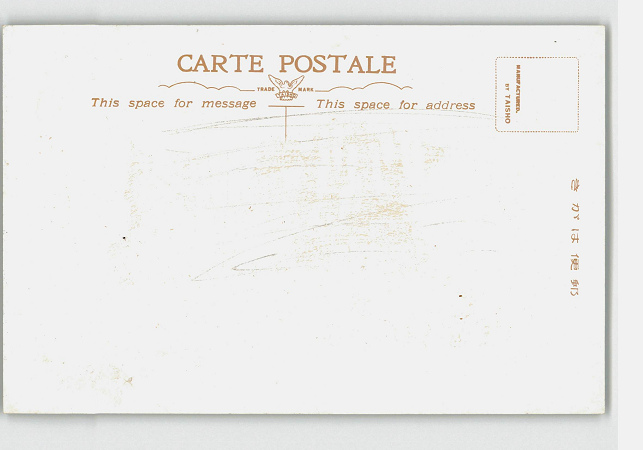 CARTE POSTALE
TRADE MARK
TAISHO
This space for message
This space for address
MANUFACTURED.
BY TAISHO
きかは便郵